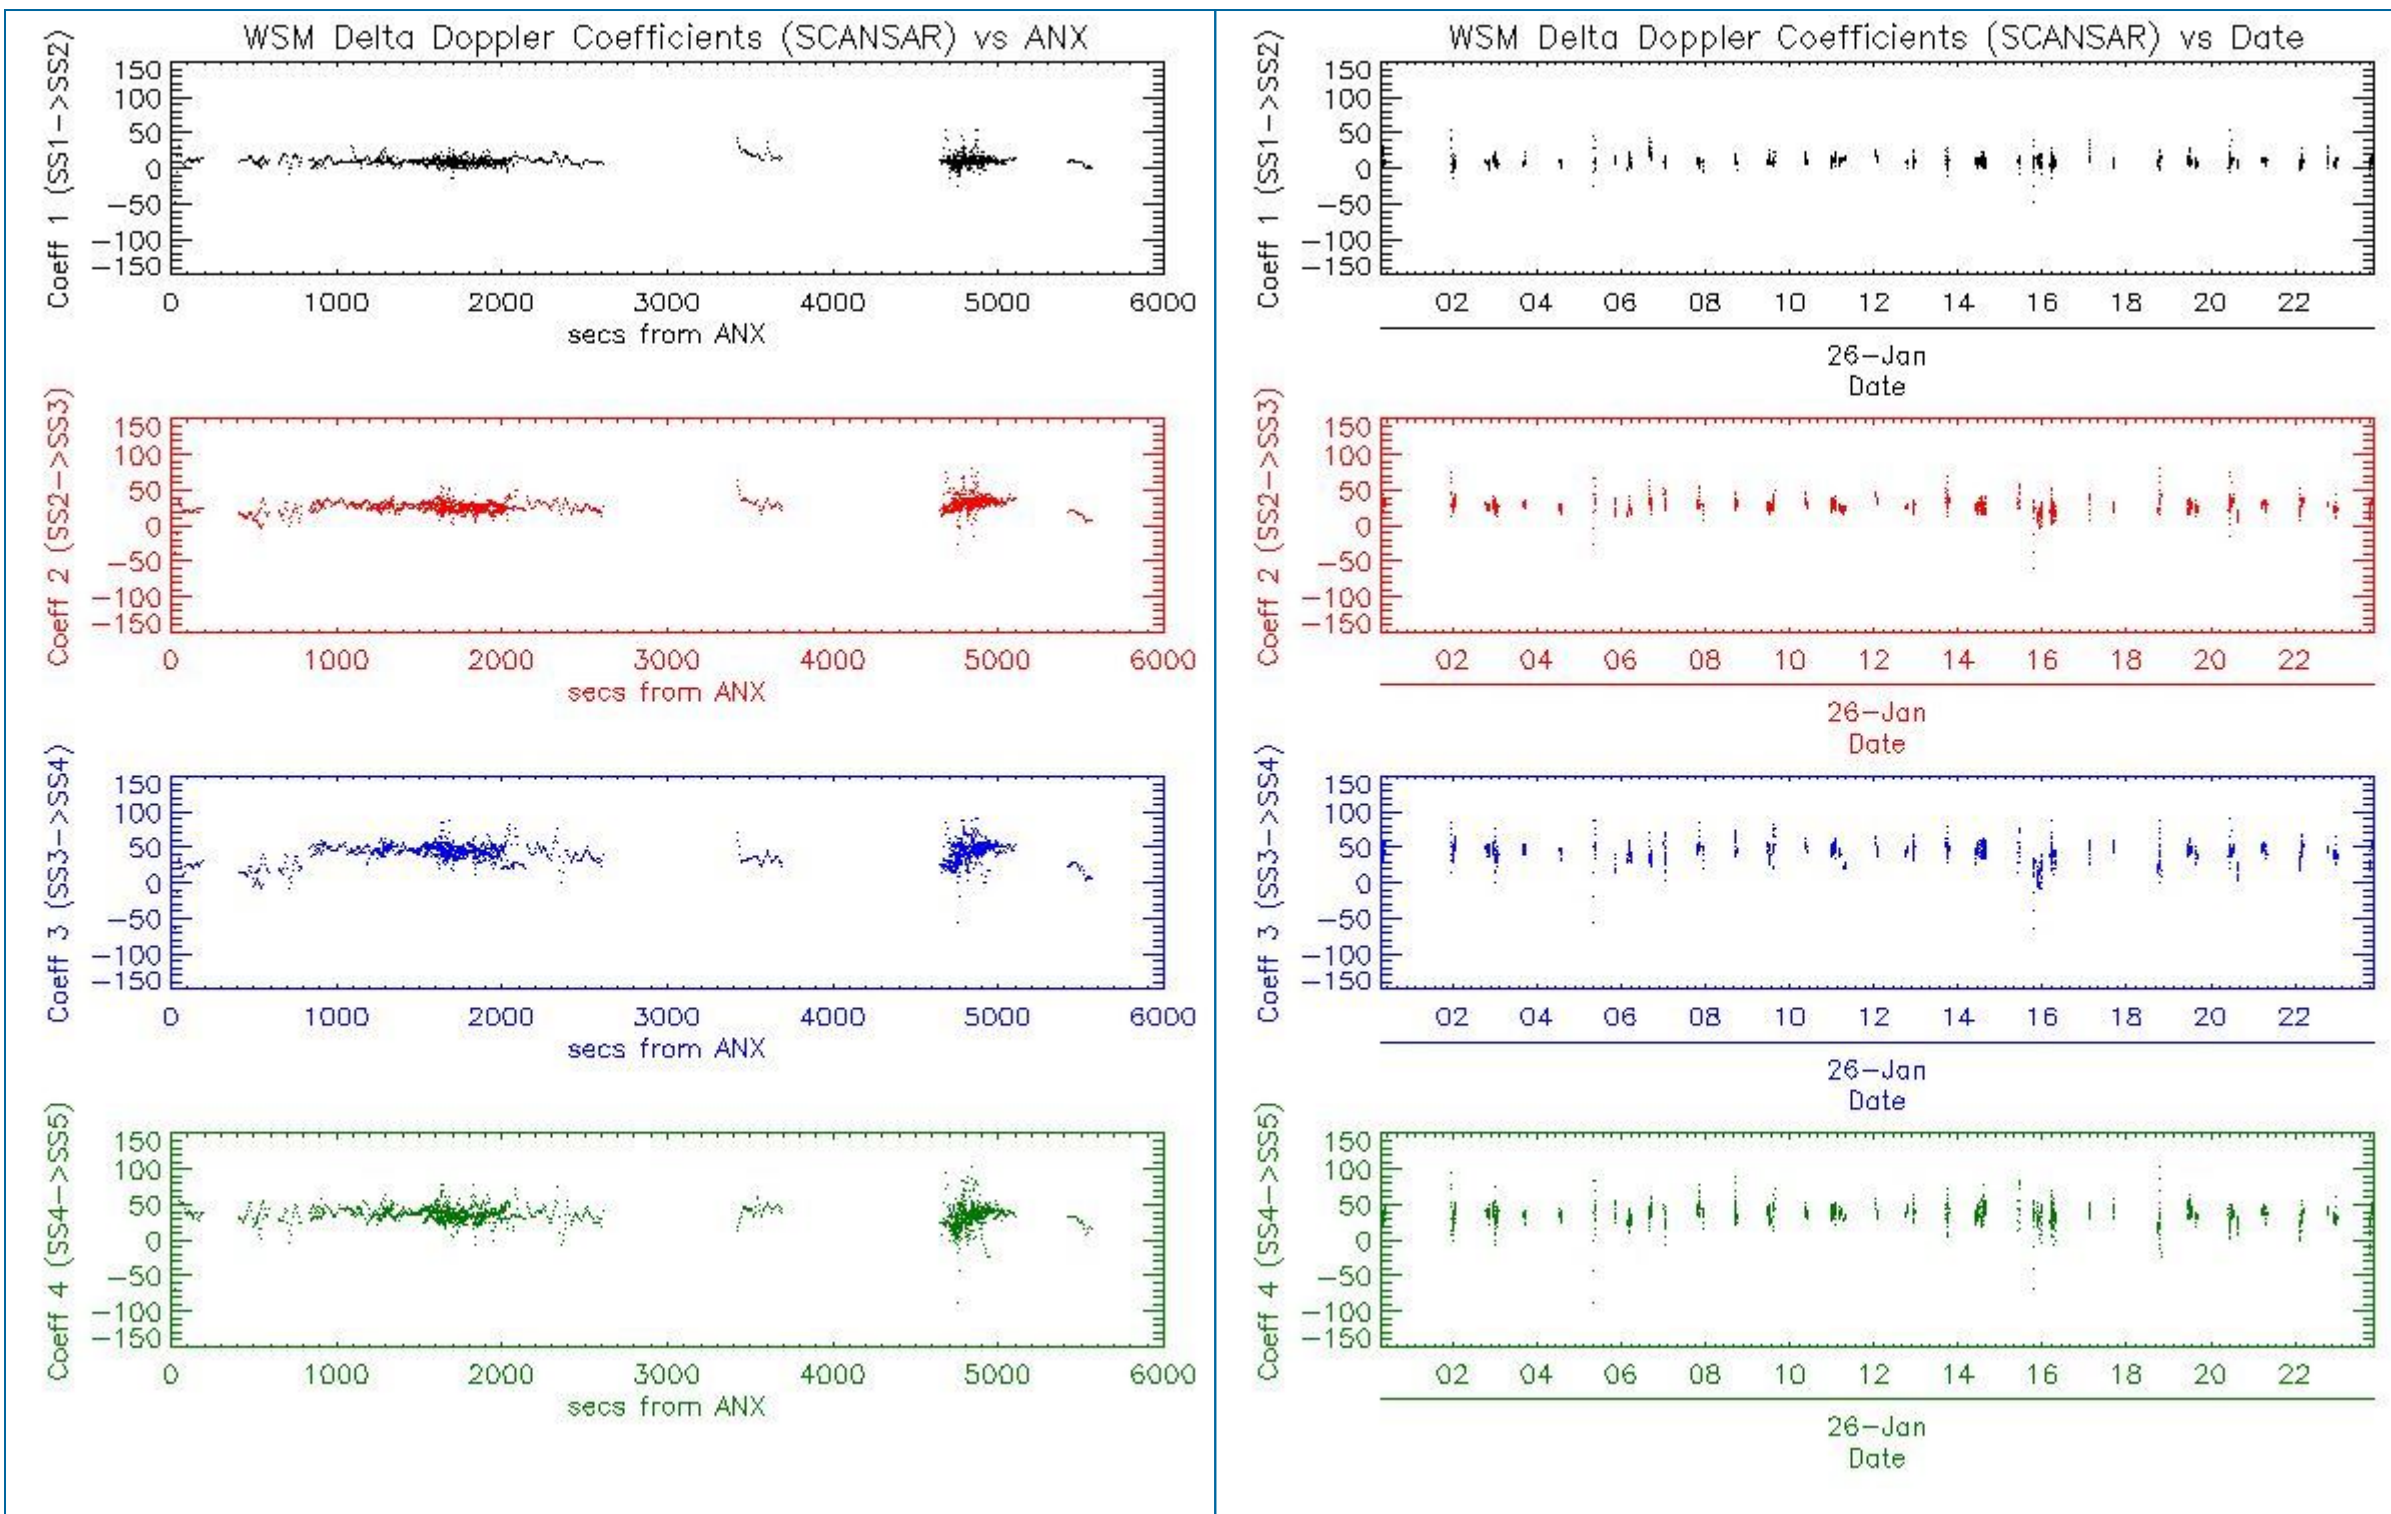 WSM Delta Doppler Coefficients (SCANSAR) vs ANX
Coeff 1 (SS1->SS2)
150
100
50
0
-50
-100
-150
0 1000 2000 3000 4000 5000 6000
secs from ANX
Coeff 2 (SS2->SS3)
150
100
50
0
-50
-100
-150
0 1000 2000 3000 4000 5000 6000
secs from ANX
Coeff 3 (SS3->SS4)
150
100
50
0
-50
-100
-150
0 1000 2000 3000 4000 5000 6000
secs from ANX
Coeff 4 (SS4->SS5)
150
100
50
0
-50
-100
-150
0 1000 2000 3000 4000 5000 6000
secs from ANX
WSM Delta Doppler Coefficients (SCANSAR) vs Date
Coeff 1 (SS1->SS2)
150
100
50
0
-50
-100
-150
02 04 06 08 10 12 14 16 18 20 22
26-Jan
Date
Coeff 2 (SS2->SS3)
150
100
50
0
-50
-100
-150
02 04 06 08 10 12 14 16 18 20 22
26-Jan
Date
Coeff 3 (SS3->SS4)
150
100
50
0
-50
-100
-150
02 04 06 08 10 12 14 16 18 20 22
26-Jan
Date
Coeff 4 (SS4->SS5)
150
100
50
0
-50
-100
-150
02 04 06 08 10 12 14 16 18 20 22
26-Jan
Date